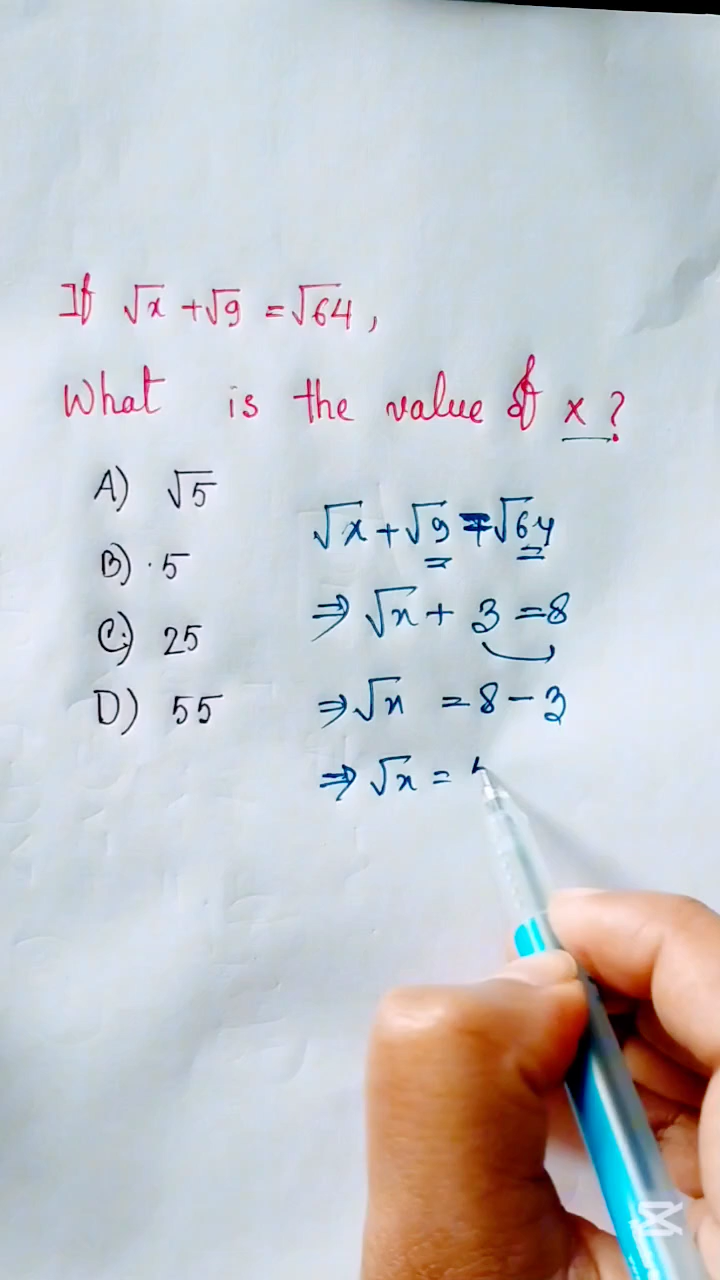 If √x + √9 = √64,
What is the value of x?
A) √5
B) 5
C) 25
D) 55
√x + √9 = √64
⇒ √x + 3 = 8
⇒ √x = 8 - 3
⇒ √x =